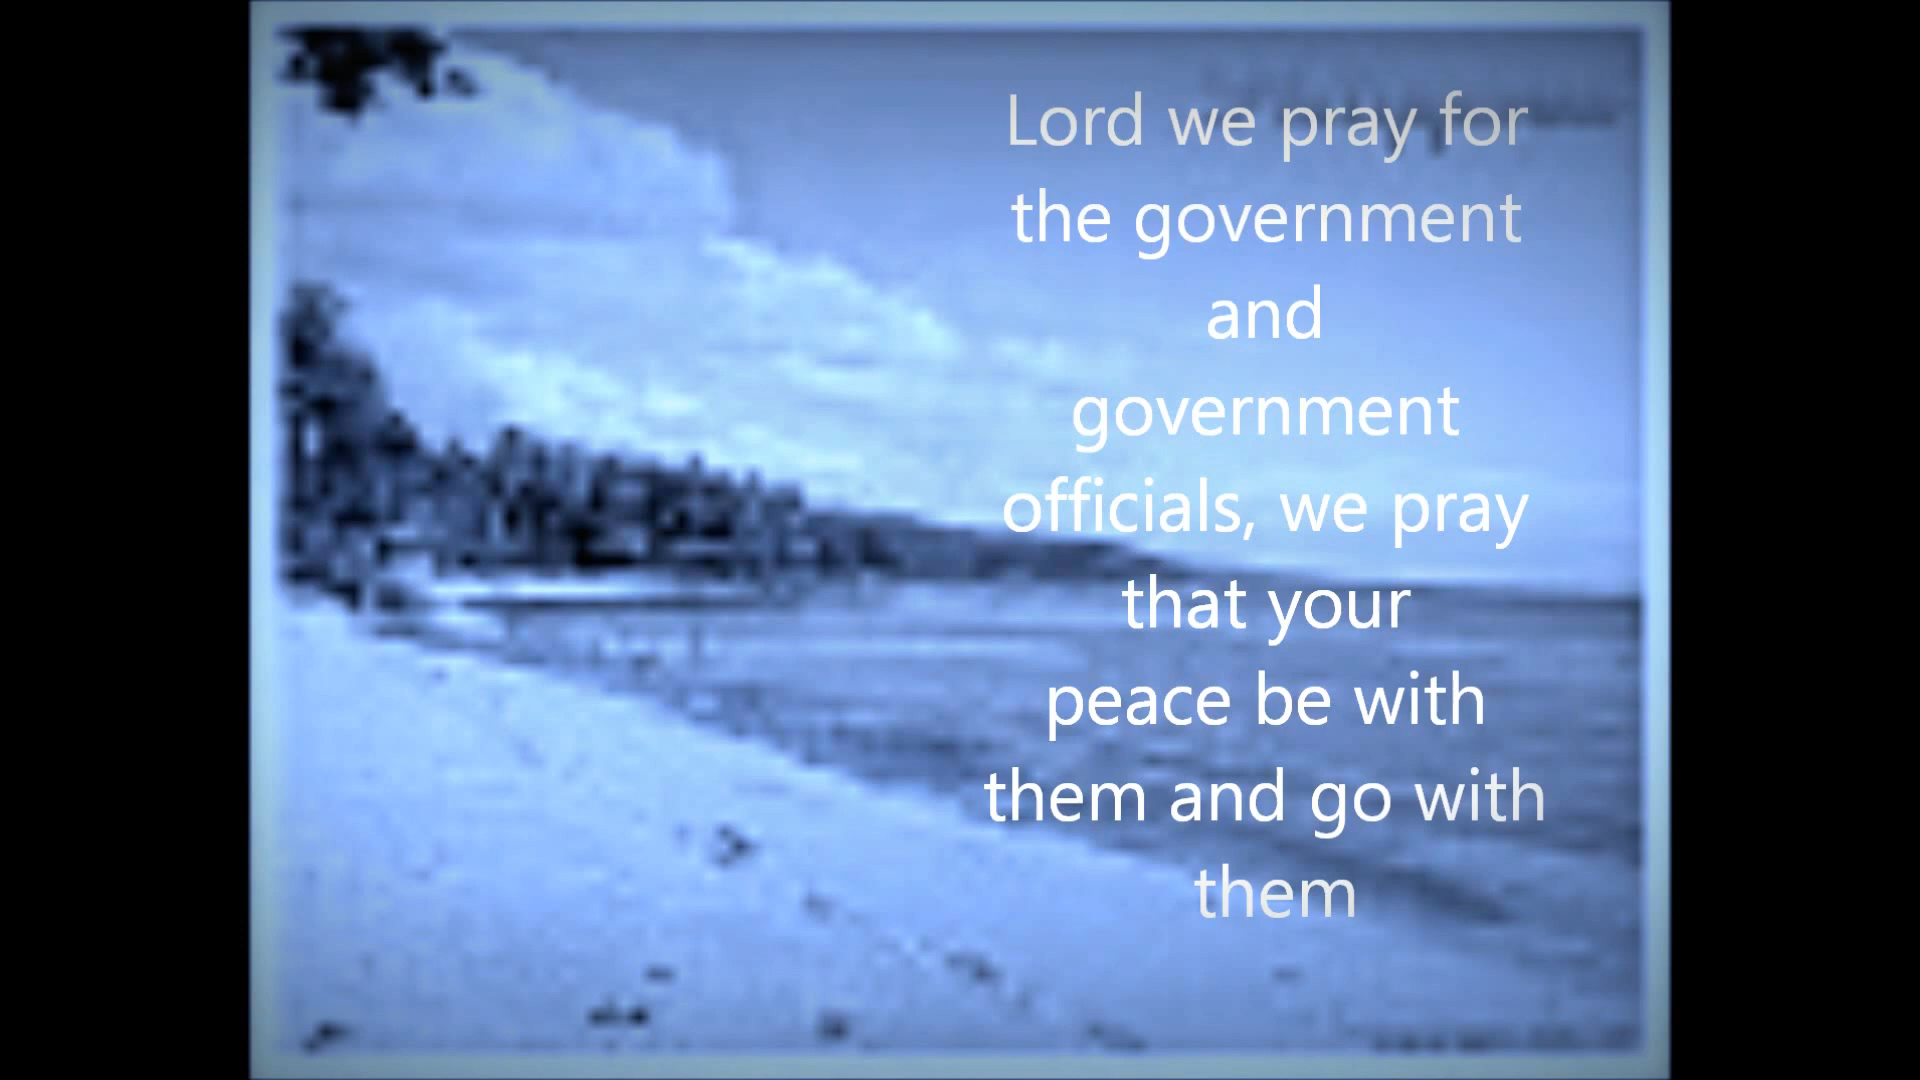 Lord we pray for
the government
and
government
officials, we pray
that your
peace be with
them and go with
them